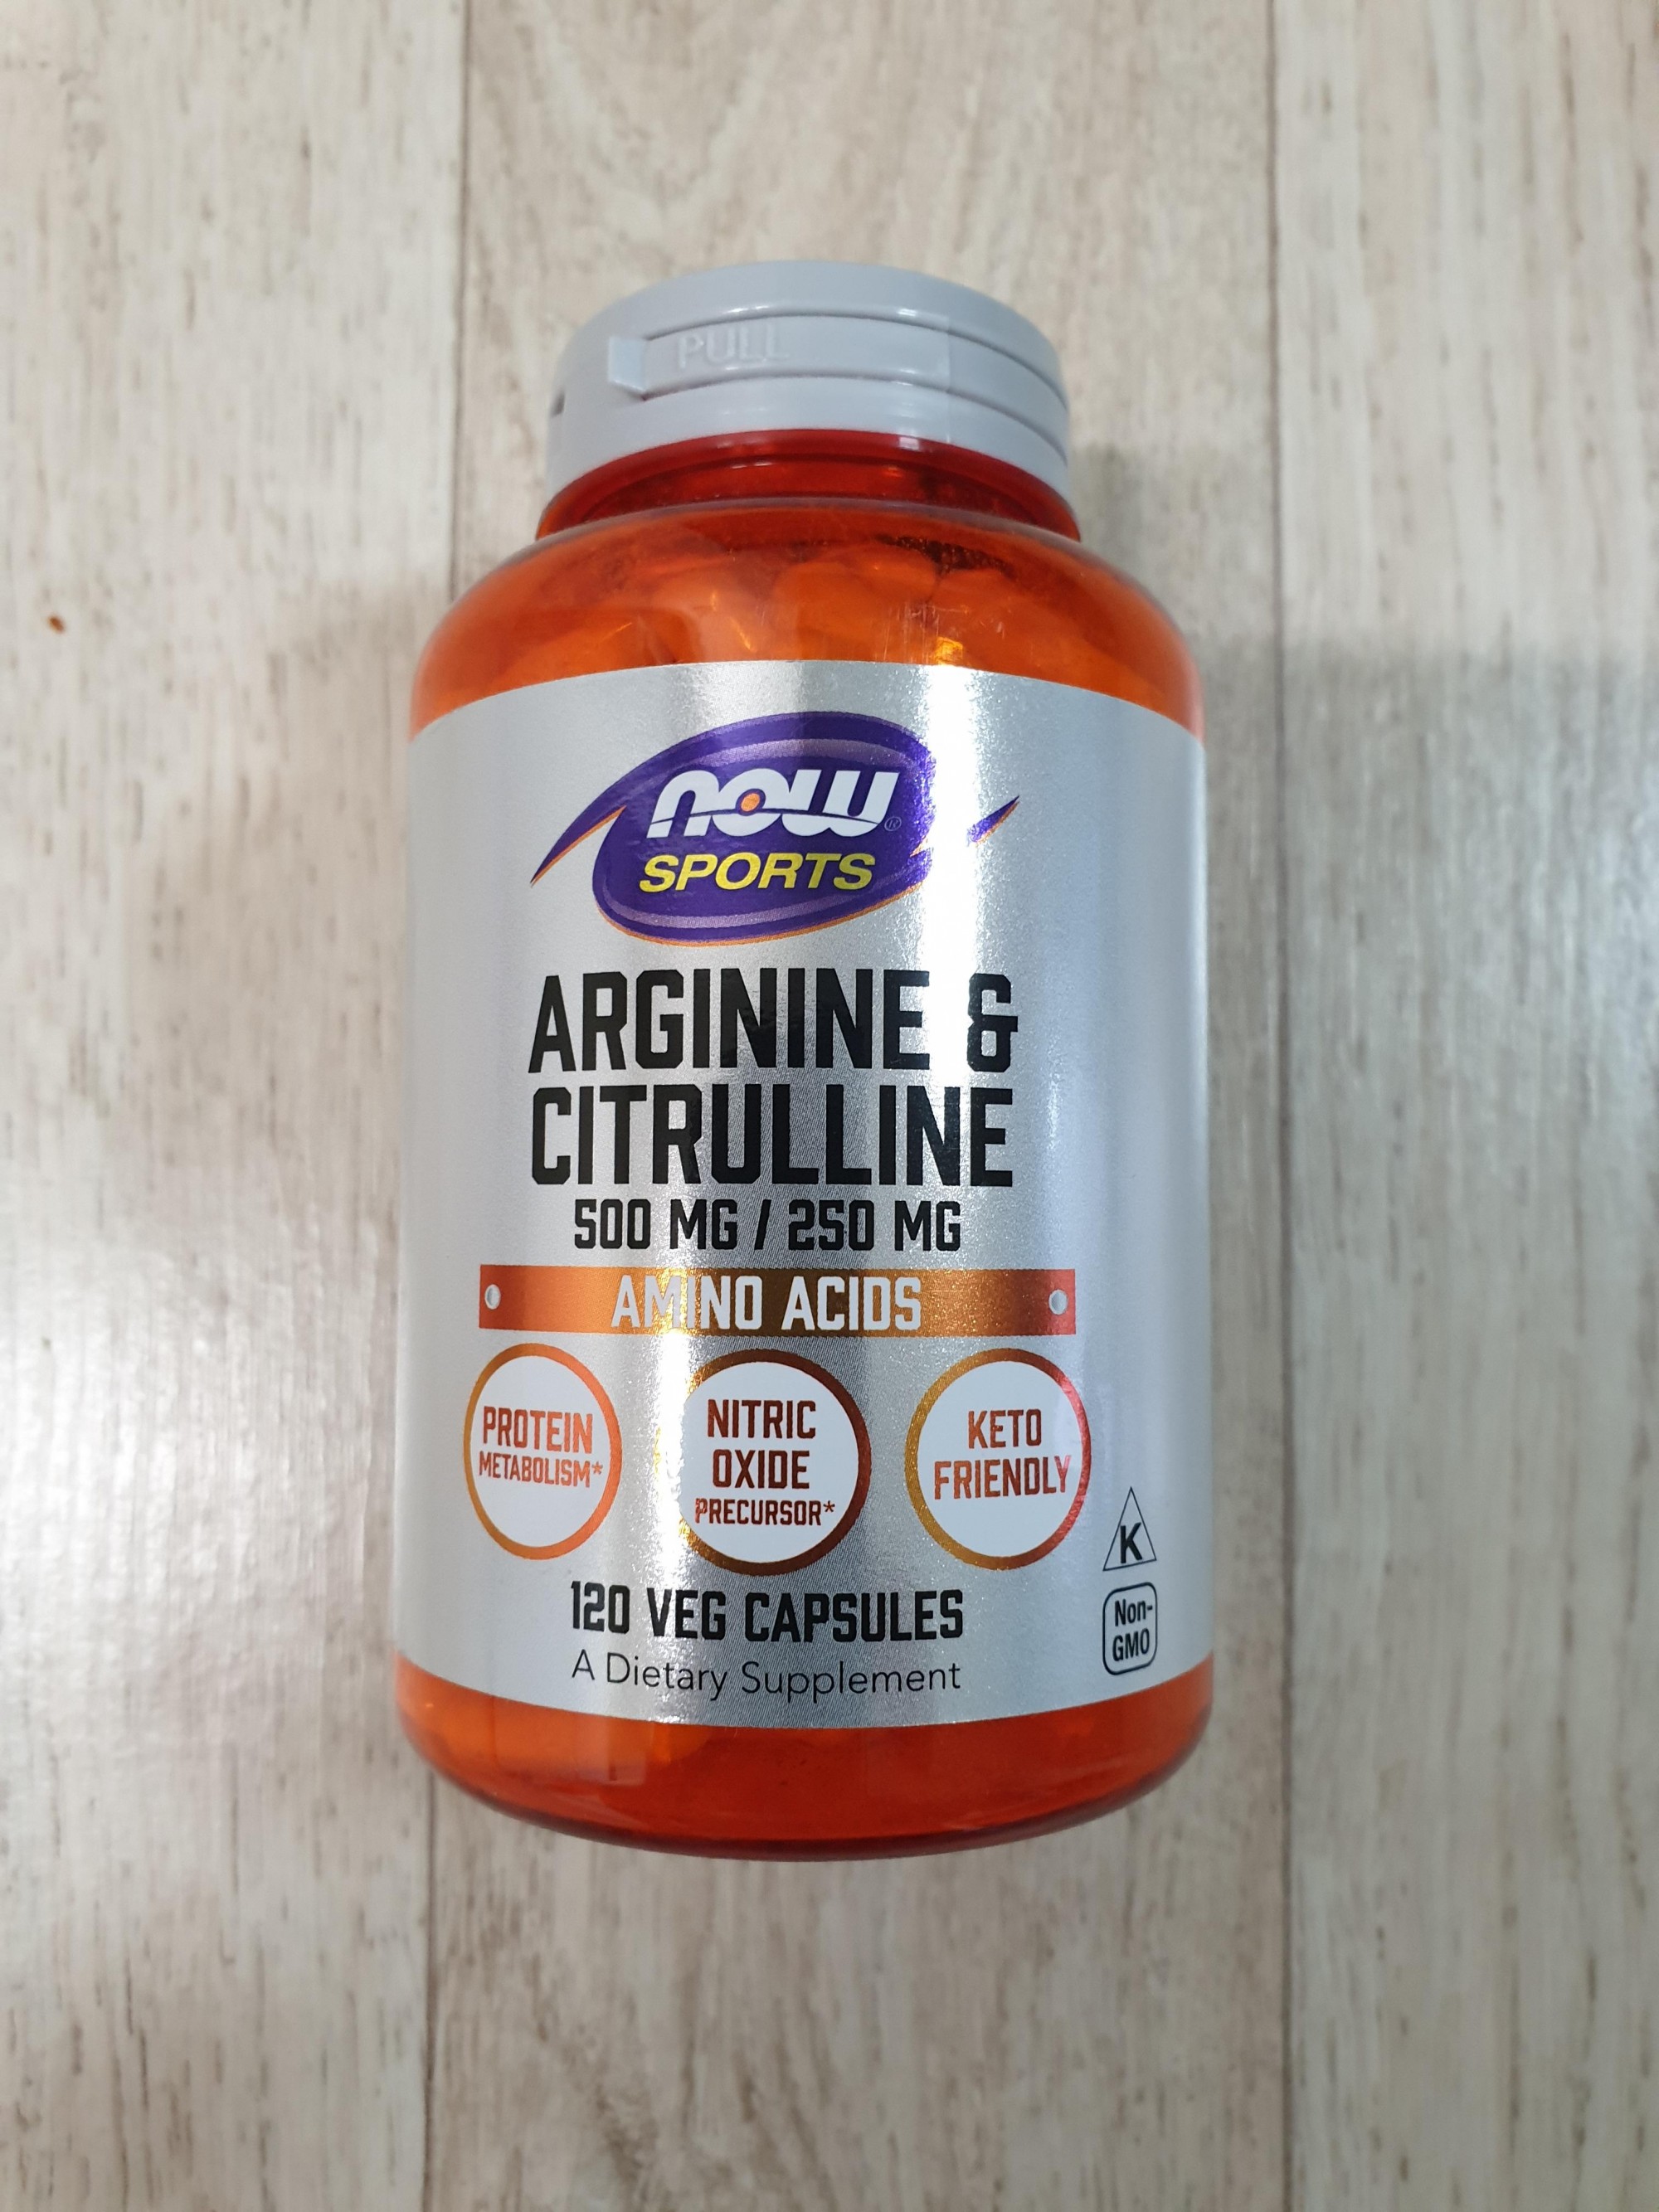 PULL
NOW®
SPORTS
ARGININE &
CITRULLINE
500 MG / 250 MG
AMINO ACIDS
PROTEIN
METABOLISM*
NITRIC
OXIDE
PRECURSOR*
KETO
FRIENDLY
K
120 VEG CAPSULES
Non-
GMO
A Dietary Supplement